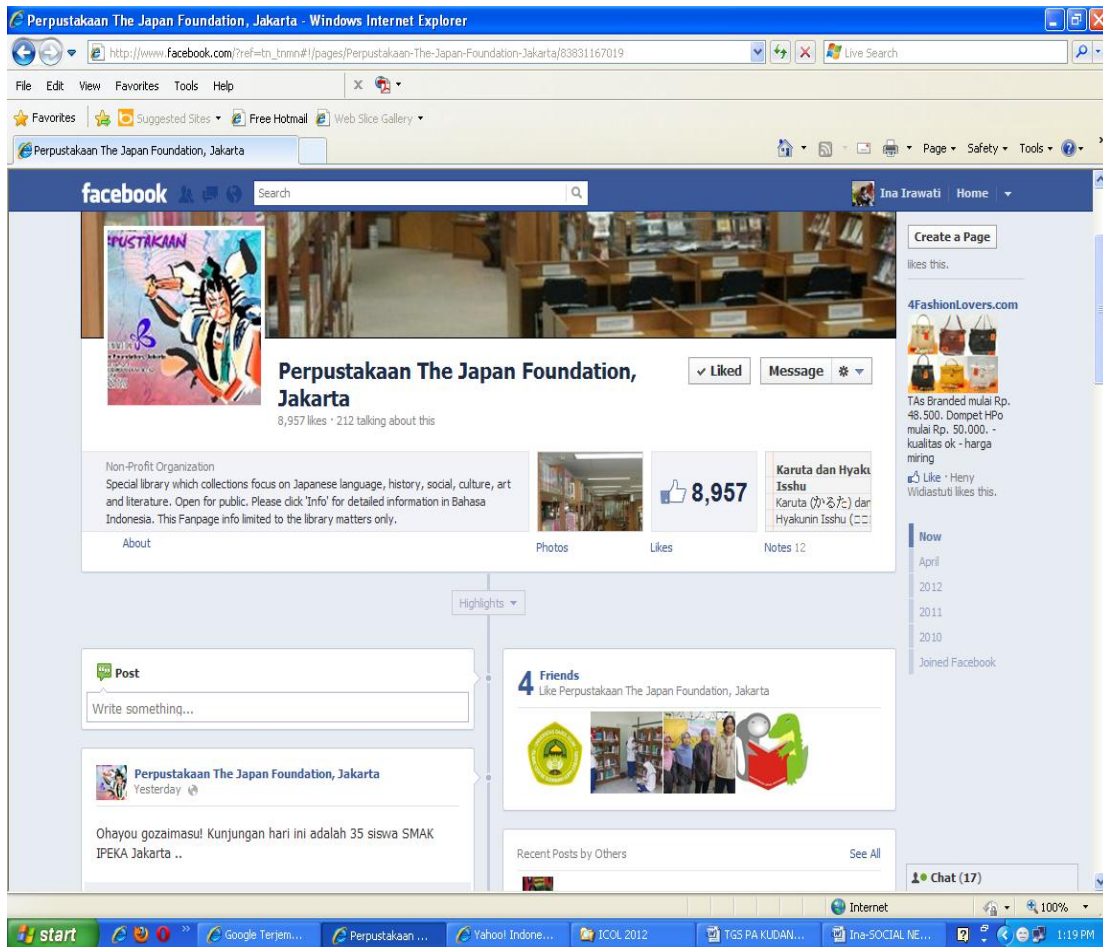 Perpustakaan The Japan Foundation, Jakarta - Windows Internet Explorer
http://www.facebook.com/?ref=tn_tnmn#!/pages/Perpustakaan-The-Japan-Foundation-Jakarta/83831167019
Live Search
File Edit View Favorites Tools Help
Favorites Suggested Sites Free Hotmail Web Slice Gallery
Perpustakaan The Japan Foundation, Jakarta
Page Safety Tools
facebook Search Ina Irawati Home
Perpustakaan The Japan Foundation,
Jakarta
8,957 likes · 212 talking about this
Liked Message
Non-Profit Organization
Special library which collections focus on Japanese language, history, social, culture, art
and literature. Open for public. Please click 'Info' for detailed information in Bahasa
Indonesia. This Fanpage info limited to the library matters only.
About
Photos
8,957
Likes
Karuta dan Hyaku
Isshu
Karuta (かるた) dar
Hyakunin Isshu (ここ
Notes 12
Highlights
Post
Write something...
Perpustakaan The Japan Foundation, Jakarta
Yesterday
Ohayou gozaimasu! Kunjungan hari ini adalah 35 siswa SMAK
IPEKA Jakarta ..
4 Friends
Like Perpustakaan The Japan Foundation, Jakarta
Recent Posts by Others See All
Create a Page
likes this.
4FashionLovers.com
TAs Branded mulai Rp.
48.500. Dompet HPo
mulai Rp. 50.000. -
kualitas ok - harga
miring
Like · Heny
Widiastuti likes this.
Now
April
2012
2011
2010
Joined Facebook
Chat (17)
Internet 100%
start Google Terjem... Perpustakaan ... Yahoo! Indone... ICOL 2012 TGS PA KUDAN... Ina-SOCIAL NE... 1:19 PM